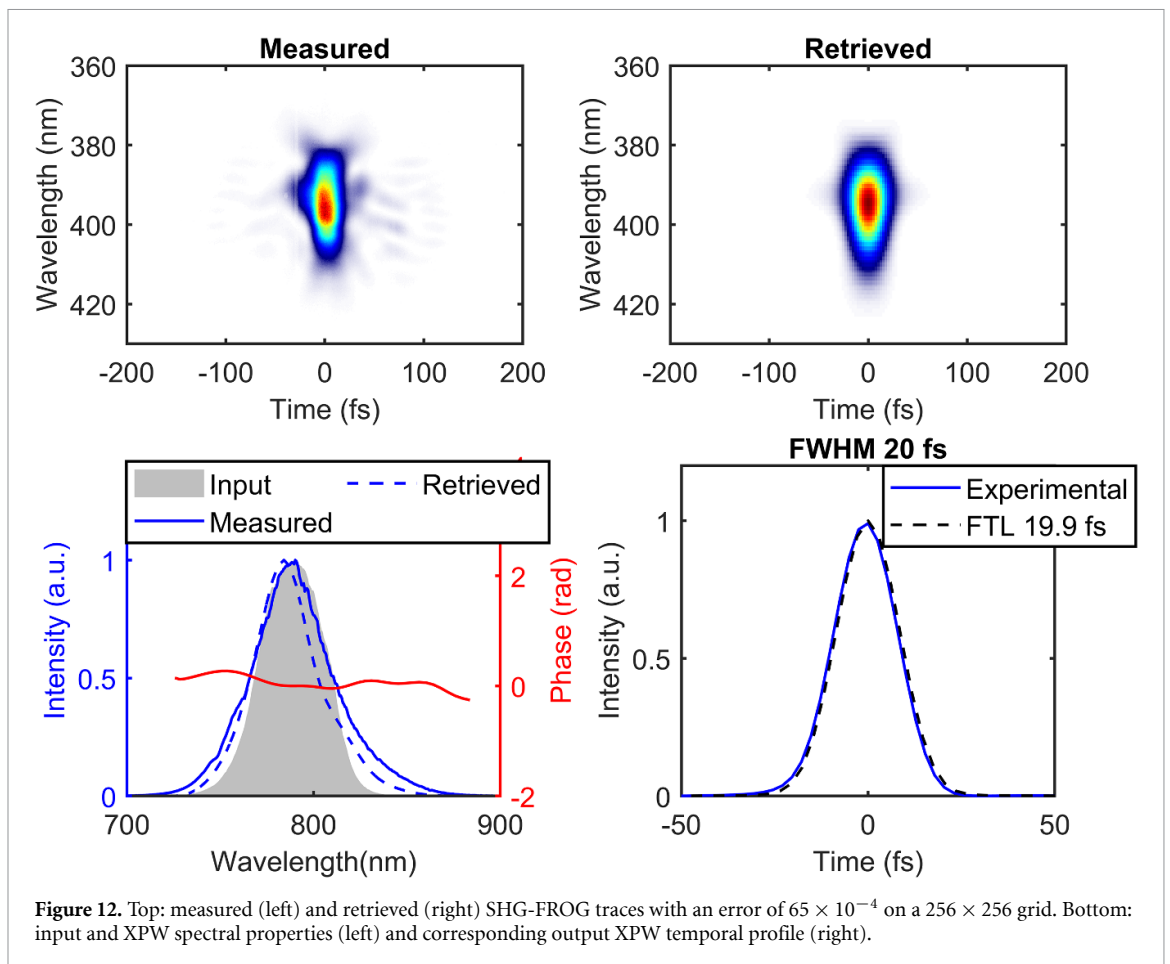 Measured
Retrieved
360
380
400
420
Wavelength (nm)
-200 -100 0 100 200
Time (fs)
360
380
400
420
Wavelength (nm)
-200 -100 0 100 200
Time (fs)
Input Retrieved
Measured
1
0.5
0
Intensity (a.u.)
2
0
-2
Phase (rad)
700 800 900
Wavelength(nm)
FWHM 20 fs
Experimental
FTL 19.9 fs
1
0.5
0
Intensity (a.u.)
-50 0 50
Time (fs)
Figure 12. Top: measured (left) and retrieved (right) SHG-FROG traces with an error of 65 × 10⁻⁴ on a 256 × 256 grid. Bottom:
input and XPW spectral properties (left) and corresponding output XPW temporal profile (right).